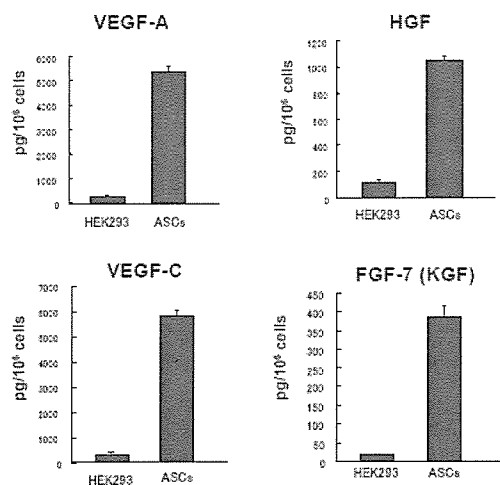 VEGF-A
pg/10⁶ cells
6000
5000
4000
3000
2000
1000
0
HEK293 ASCs
HGF
pg/10⁶ cells
1200
1000
800
600
400
200
0
HEK293 ASCs
VEGF-C
pg/10⁶ cells
7000
6000
5000
4000
3000
2000
1000
0
HEK293 ASCs
FGF-7 (KGF)
pg/10⁶ cells
450
400
350
300
250
200
150
100
50
0
HEK293 ASCs